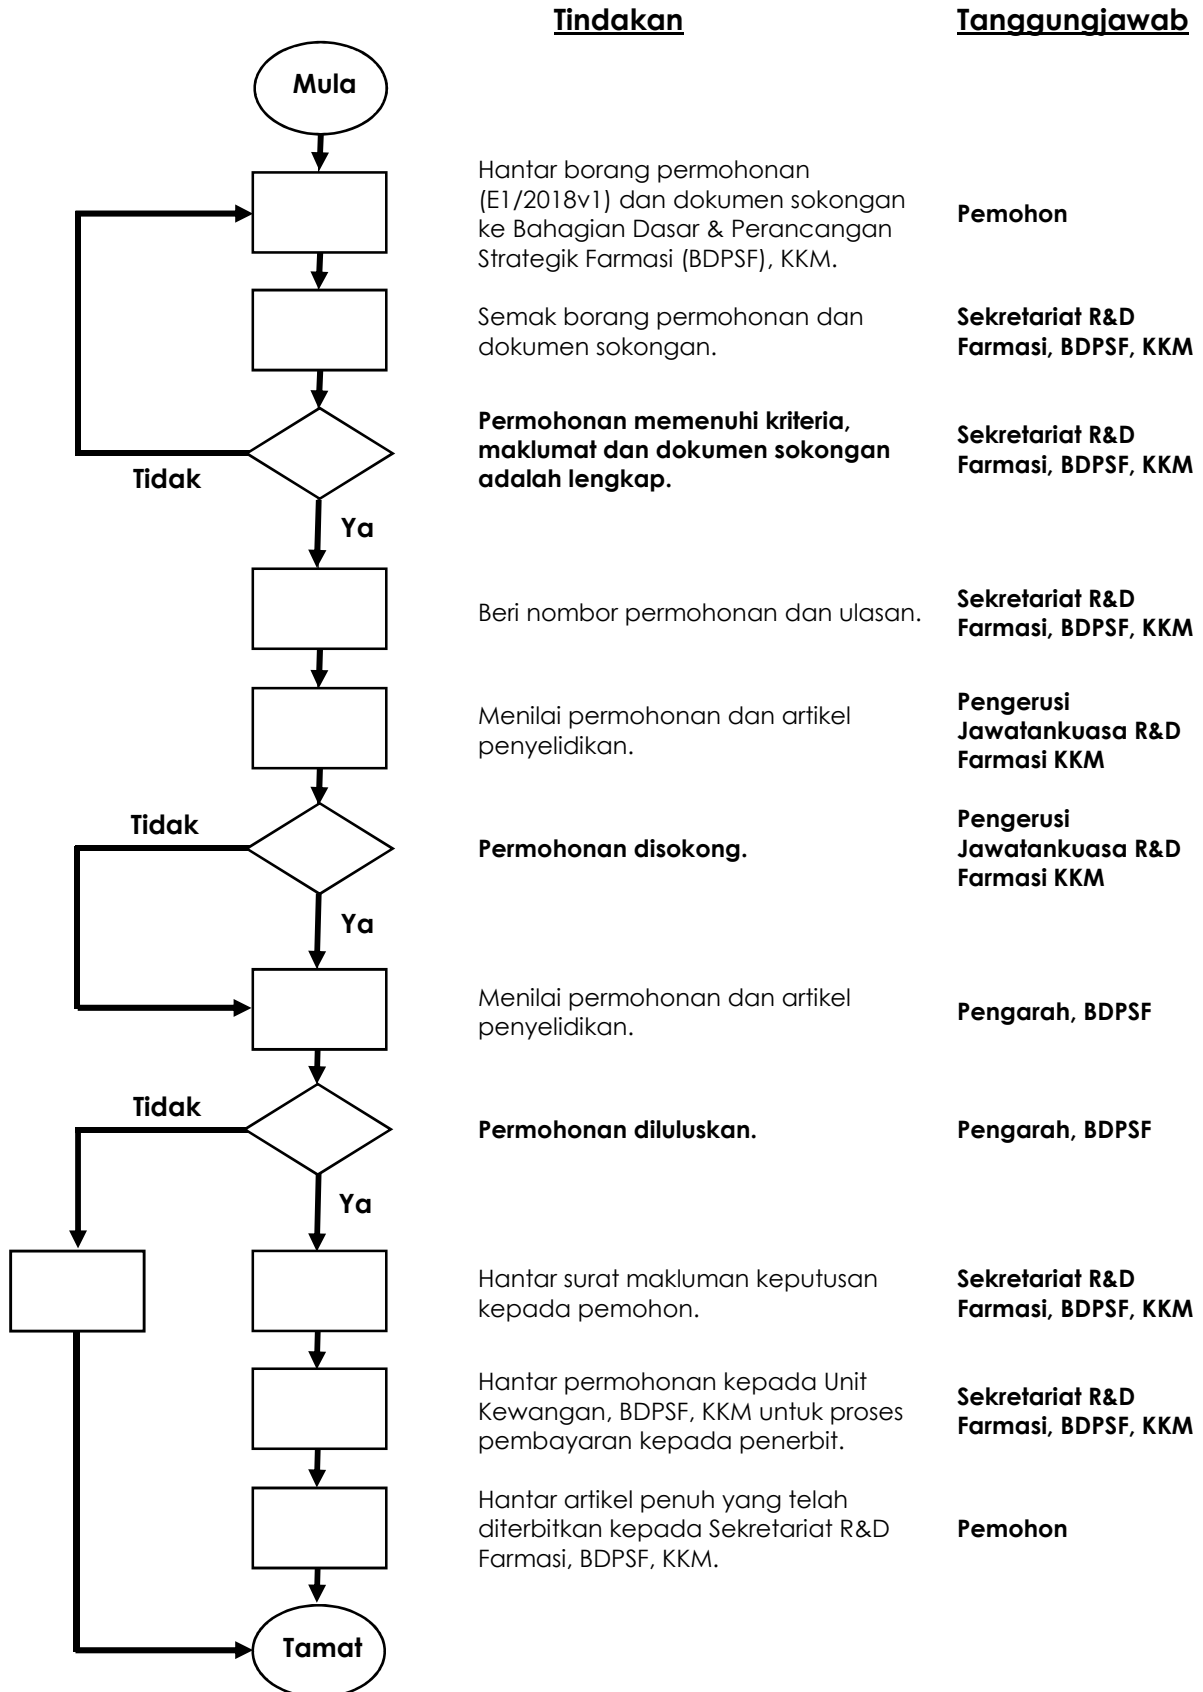 Tindakan
Tanggungjawab
Mula
Hantar borang permohonan
(E1/2018v1) dan dokumen sokongan
ke Bahagian Dasar & Perancangan
Strategik Farmasi (BDPSF), KKM.
Pemohon
Semak borang permohonan dan
dokumen sokongan.
Sekretariat R&D
Farmasi, BDPSF, KKM
Permohonan memenuhi kriteria,
maklumat dan dokumen sokongan
adalah lengkap.
Sekretariat R&D
Farmasi, BDPSF, KKM
Tidak
Ya
Beri nombor permohonan dan ulasan.
Sekretariat R&D
Farmasi, BDPSF, KKM
Menilai permohonan dan artikel
penyelidikan.
Pengerusi
Jawatankuasa R&D
Farmasi KKM
Tidak
Permohonan disokong.
Pengerusi
Jawatankuasa R&D
Farmasi KKM
Ya
Menilai permohonan dan artikel
penyelidikan.
Pengarah, BDPSF
Tidak
Permohonan diluluskan.
Pengarah, BDPSF
Ya
Hantar surat makluman keputusan
kepada pemohon.
Sekretariat R&D
Farmasi, BDPSF, KKM
Hantar permohonan kepada Unit
Kewangan, BDPSF, KKM untuk proses
pembayaran kepada penerbit.
Sekretariat R&D
Farmasi, BDPSF, KKM
Hantar artikel penuh yang telah
diterbitkan kepada Sekretariat R&D
Farmasi, BDPSF, KKM.
Pemohon
Tamat